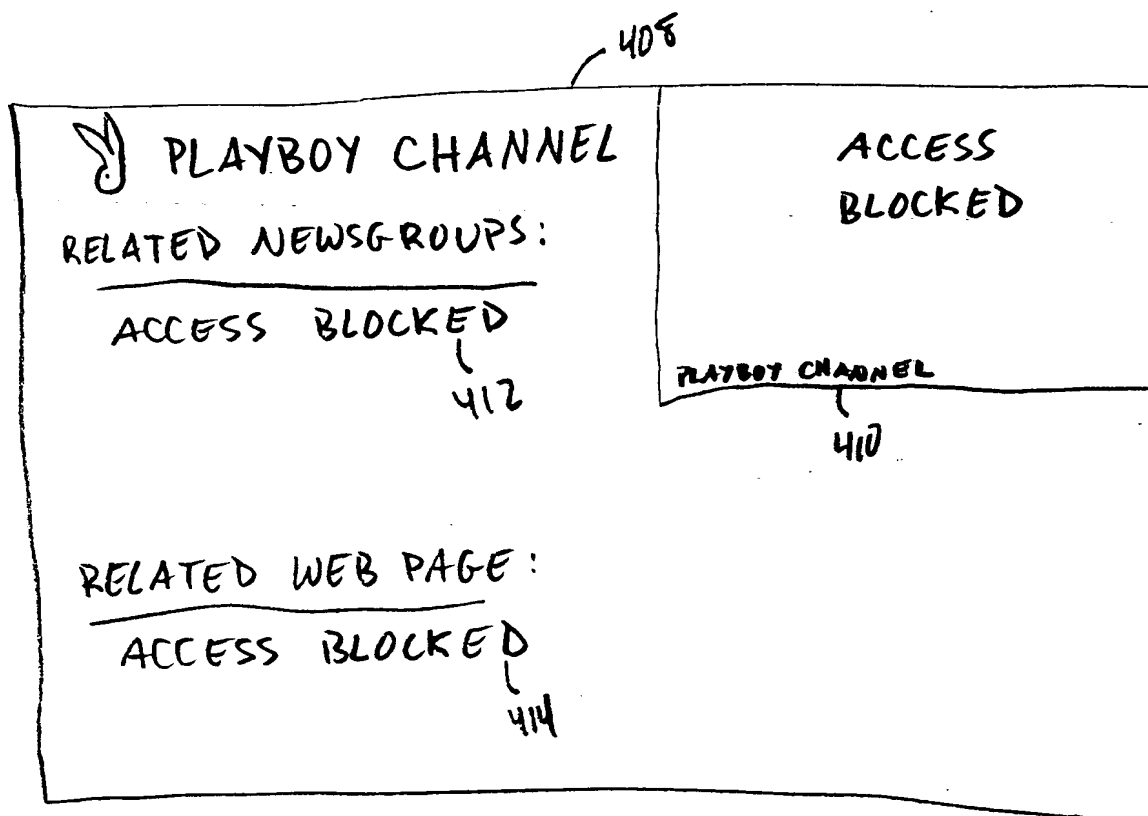 408
PLAYBOY CHANNEL
RELATED NEWSGROUPS:
ACCESS BLOCKED
412
ACCESS
BLOCKED
PLAYBOY CHANNEL
410
RELATED WEB PAGE:
ACCESS BLOCKED
414